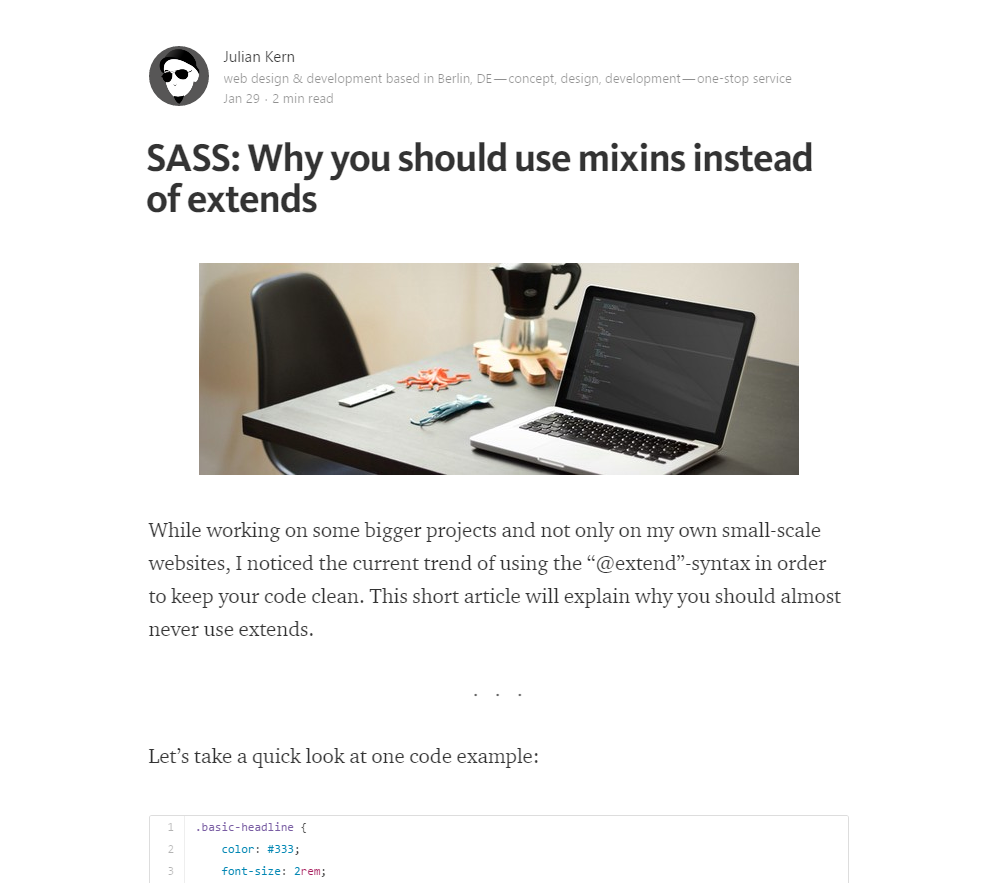 Julian Kern
web design & development based in Berlin, DE — concept, design, development — one-stop service
Jan 29 · 2 min read
SASS: Why you should use mixins instead
of extends
While working on some bigger projects and not only on my own small-scale
websites, I noticed the current trend of using the “@extend”-syntax in order
to keep your code clean. This short article will explain why you should almost
never use extends.
. . .
Let’s take a quick look at one code example:
1 .basic-headline {
2 color: #333;
3 font-size: 2rem;